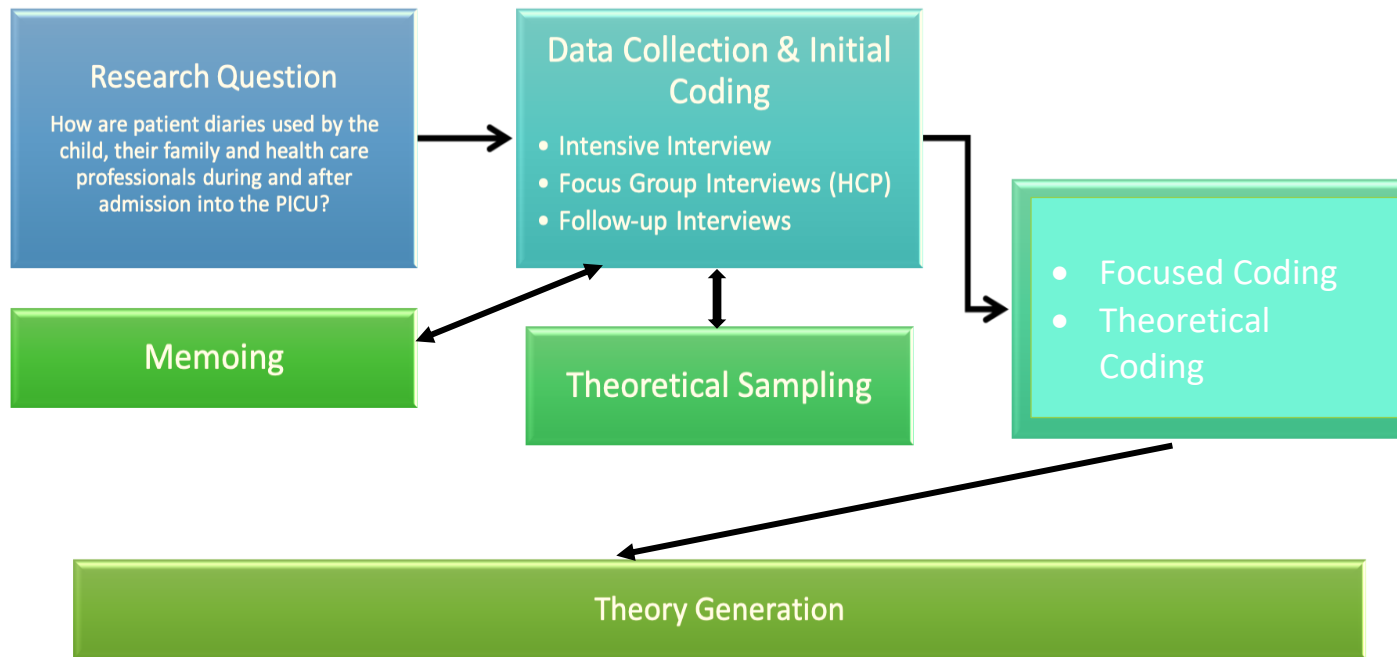 Research Question
How are patient diaries used by the
child, their family and health care
professionals during and after
admission into the PICU?
Data Collection & Initial
Coding
• Intensive Interview
• Focus Group Interviews (HCP)
• Follow-up Interviews
Memoing
Theoretical Sampling
• Focused Coding
• Theoretical
Coding
Theory Generation